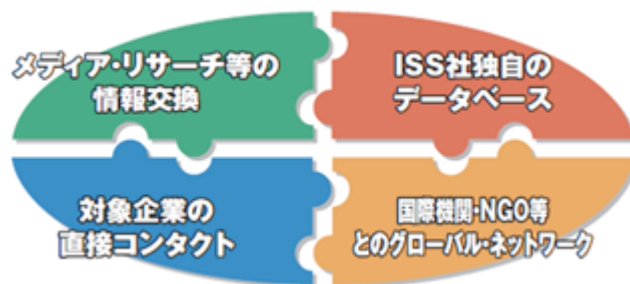 メディア・リサーチ等の
情報交換
ISS社独自の
データベース
対象企業の
直接コンタクト
国際機関・NGO等
とのグローバル・ネットワーク